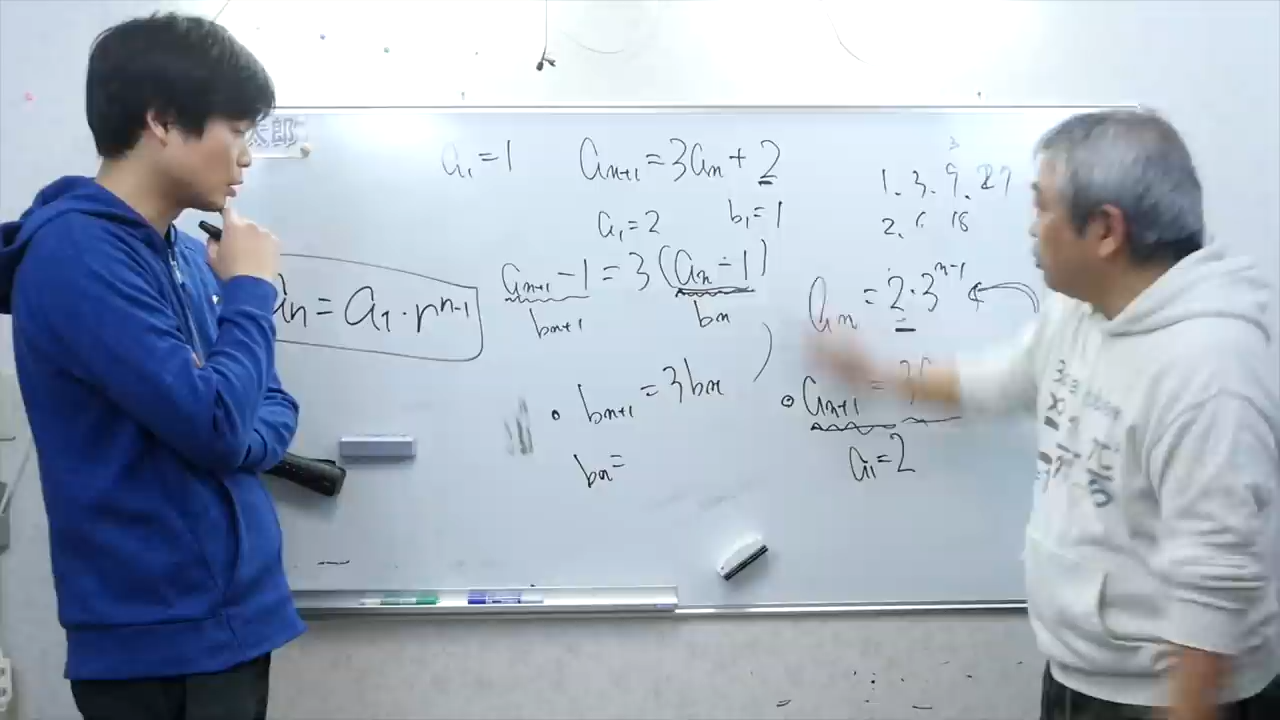 太郎
a₁=1 aₙ₊₁=3aₙ+2
a₁=2 b₁=1
aₙ₊₁-1=3(aₙ-1)
bₙ₊₁ bₙ
aₙ=a₁·rⁿ⁻¹
・bₙ₊₁=3bₙ
bₙ=
3
1. 3. 9. 27
2. 6 18
aₙ=2·3ⁿ⁻¹
aₙ₊₁=
a₁=2